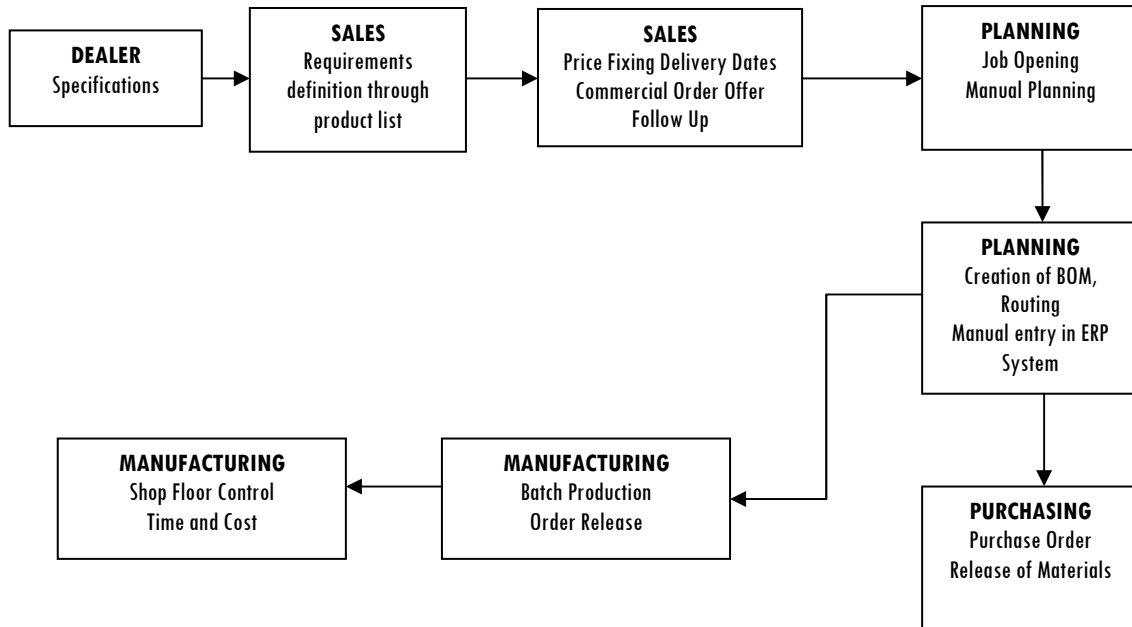 DEALER
Specifications
SALES
Requirements
definition through
product list
SALES
Price Fixing Delivery Dates
Commercial Order Offer
Follow Up
PLANNING
Job Opening
Manual Planning
PLANNING
Creation of BOM,
Routing
Manual entry in ERP
System
MANUFACTURING
Shop Floor Control
Time and Cost
MANUFACTURING
Batch Production
Order Release
PURCHASING
Purchase Order
Release of Materials